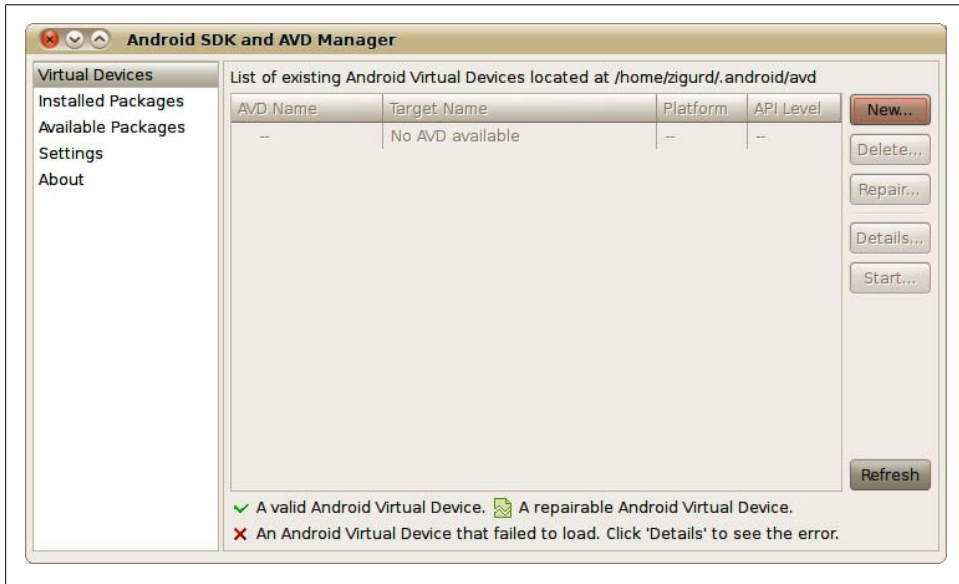 Android SDK and AVD Manager
Virtual Devices
Installed Packages
Available Packages
Settings
About
List of existing Android Virtual Devices located at /home/zigurd/.android/avd
AVD Name Target Name Platform API Level
-- No AVD available -- --
New...
Delete...
Repair...
Details...
Start...
Refresh
A valid Android Virtual Device. A repairable Android Virtual Device.
An Android Virtual Device that failed to load. Click 'Details' to see the error.